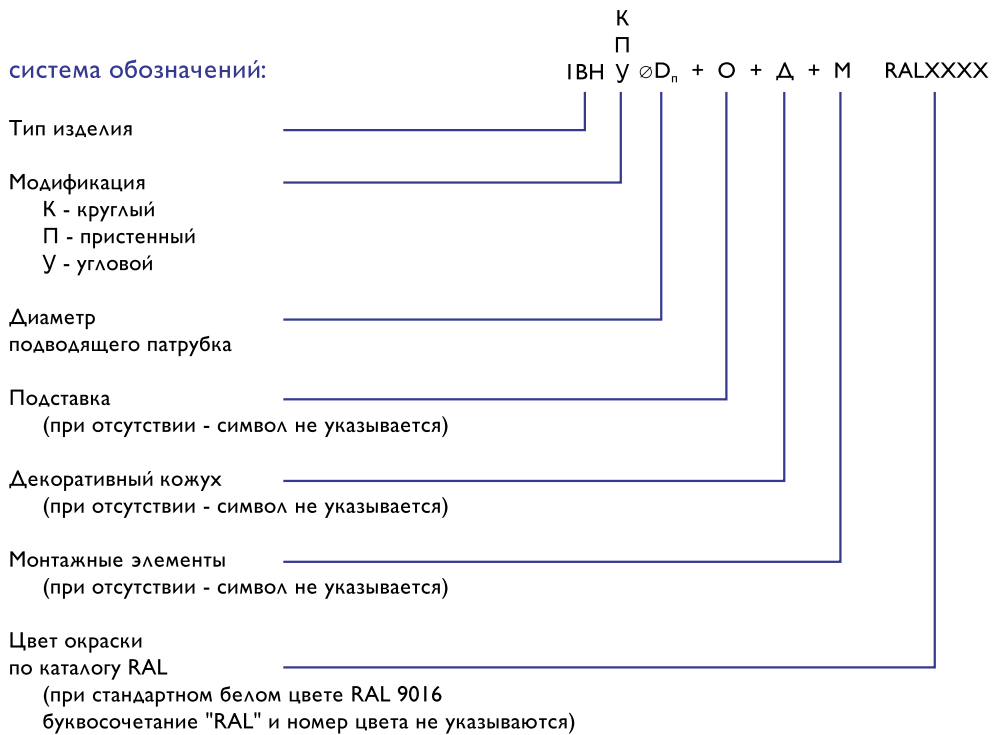 К
П
система обозначений: 1ВН У ⌀Dп + О + Д + М RALXXXX
Тип изделия
Модификация
К - круглый
П - пристенный
У - угловой
Диаметр
подводящего патрубка
Подставка
(при отсутствии - символ не указывается)
Декоративный кожух
(при отсутствии - символ не указывается)
Монтажные элементы
(при отсутствии - символ не указывается)
Цвет окраски
по каталогу RAL
(при стандартном белом цвете RAL 9016
буквосочетание "RAL" и номер цвета не указываются)